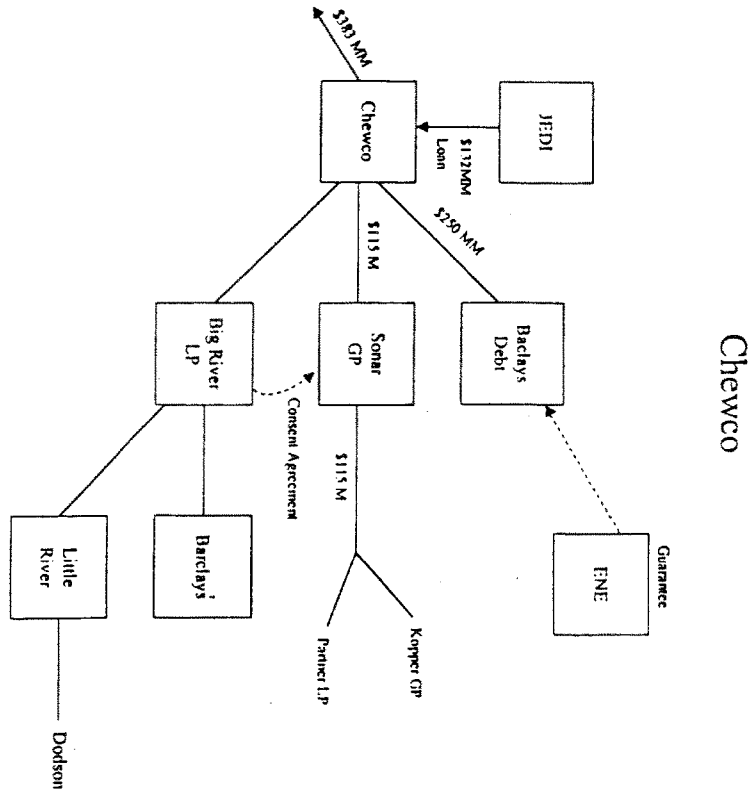 Chewco
Guarantee
ENE
Baclays
Debt
Kopper GP
Partner LP
Sonar
GP
$115 M
Consent Agreement
Barclays'
Little
River
Dodson
Big River
LP
$250 MM
$115 M
JEDI
$132MM
Loan
Chewco
$383 MM